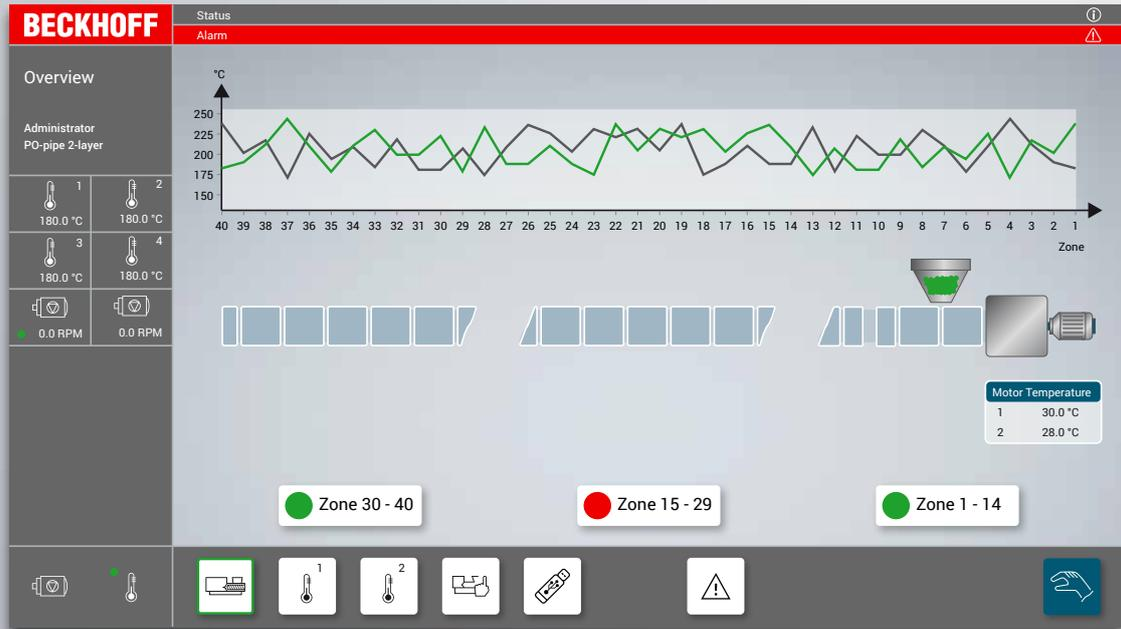 BECKHOFF
Status
Alarm
Overview
Administrator
PO-pipe 2-layer
1
180.0 °C
2
180.0 °C
3
180.0 °C
4
180.0 °C
0.0 RPM
0.0 RPM
°C
250
225
200
175
150
40 39 38 37 36 35 34 33 32 31 30 29 28 27 26 25 24 23 22 21 20 19 18 17 16 15 14 13 12 11 10 9 8 7 6 5 4 3 2 1
Zone
Motor Temperature
1 30.0 °C
2 28.0 °C
Zone 30 - 40
Zone 15 - 29
Zone 1 - 14
1
2